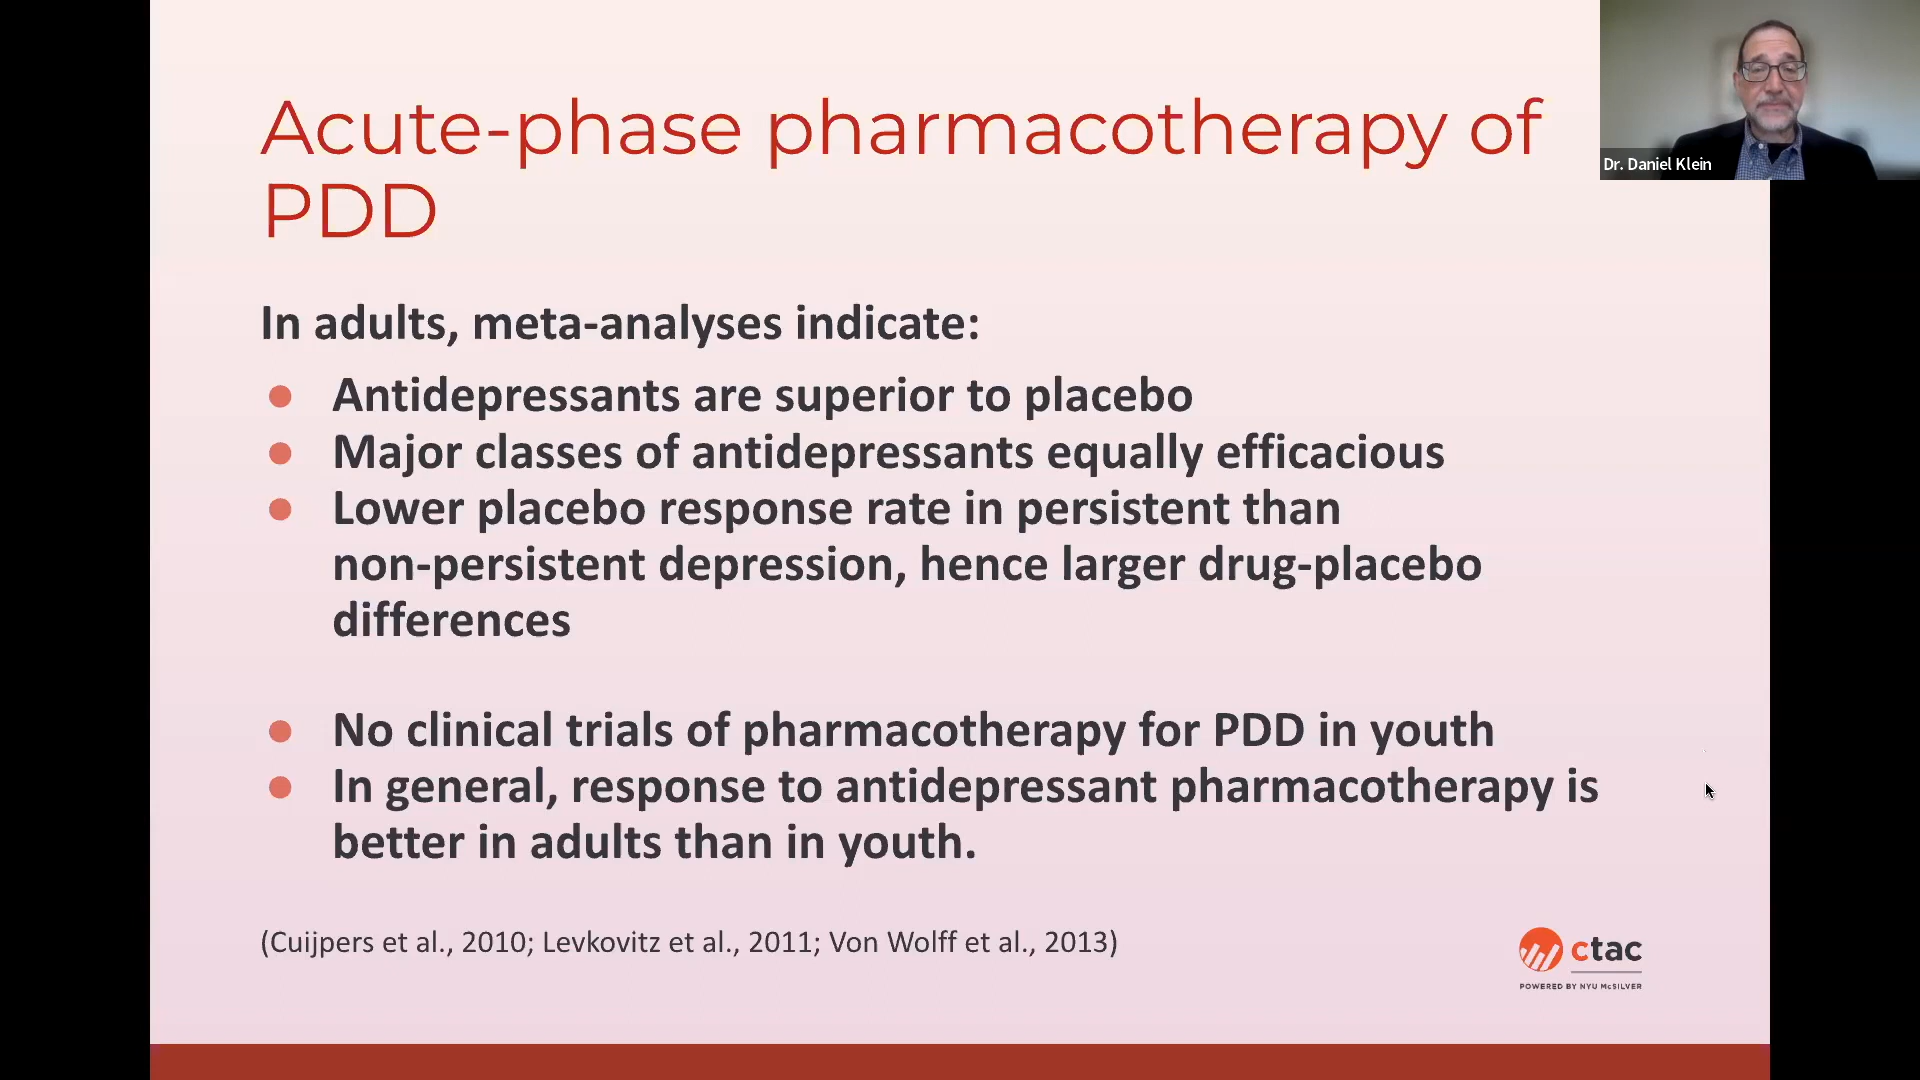 Acute-phase pharmacotherapy of
PDD
Dr. Daniel Klein
In adults, meta-analyses indicate:
● Antidepressants are superior to placebo
● Major classes of antidepressants equally efficacious
● Lower placebo response rate in persistent than
non-persistent depression, hence larger drug-placebo
differences
● No clinical trials of pharmacotherapy for PDD in youth
● In general, response to antidepressant pharmacotherapy is
better in adults than in youth.
(Cuijpers et al., 2010; Levkovitz et al., 2011; Von Wolff et al., 2013)
ctac
POWERED BY NYU McSILVER